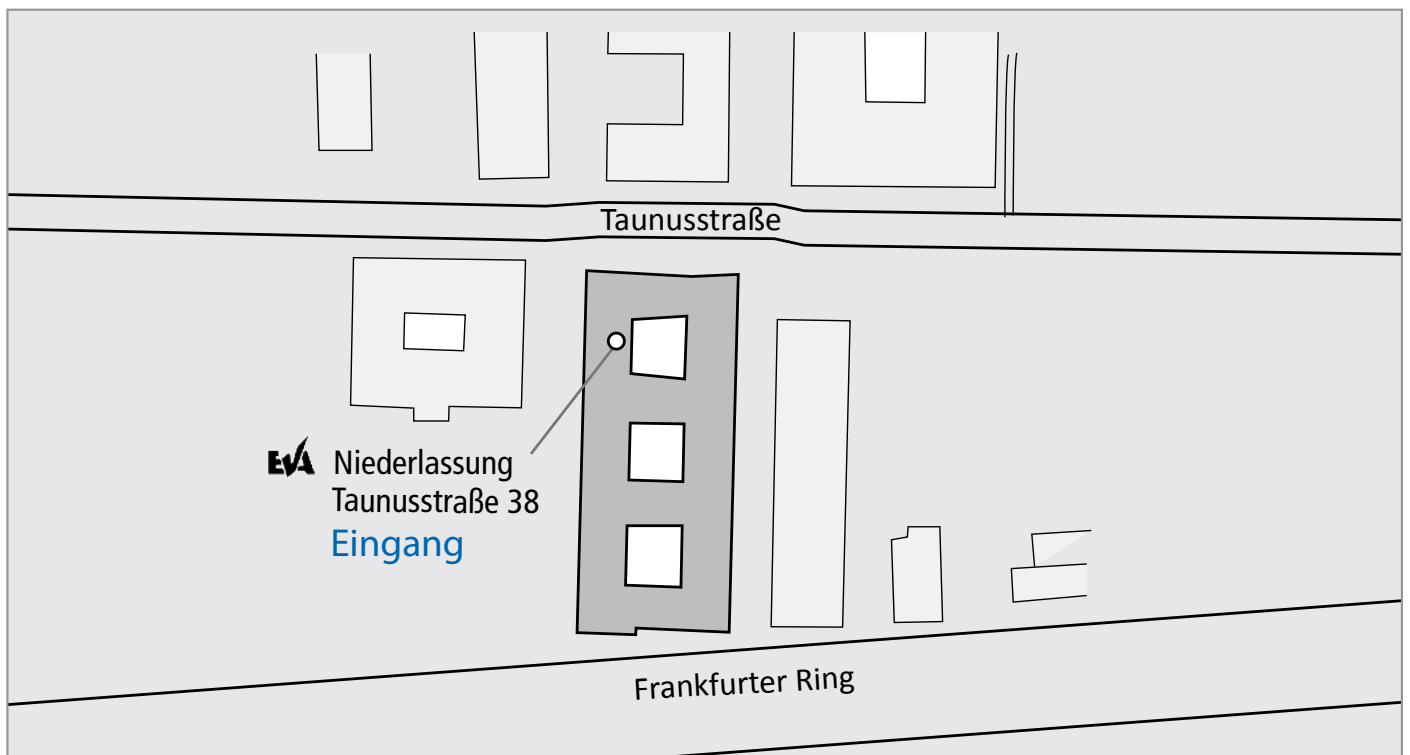 Taunusstraße
EVA Niederlassung
Taunusstraße 38
Eingang
Frankfurter Ring